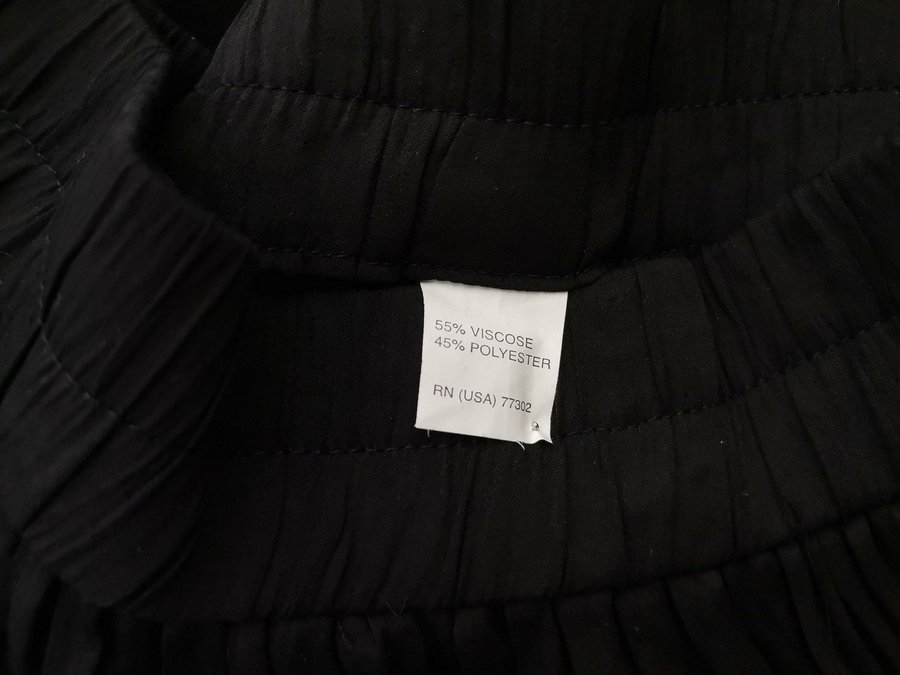 55% VISCOSE
45% POLYESTER
RN (USA) 77302